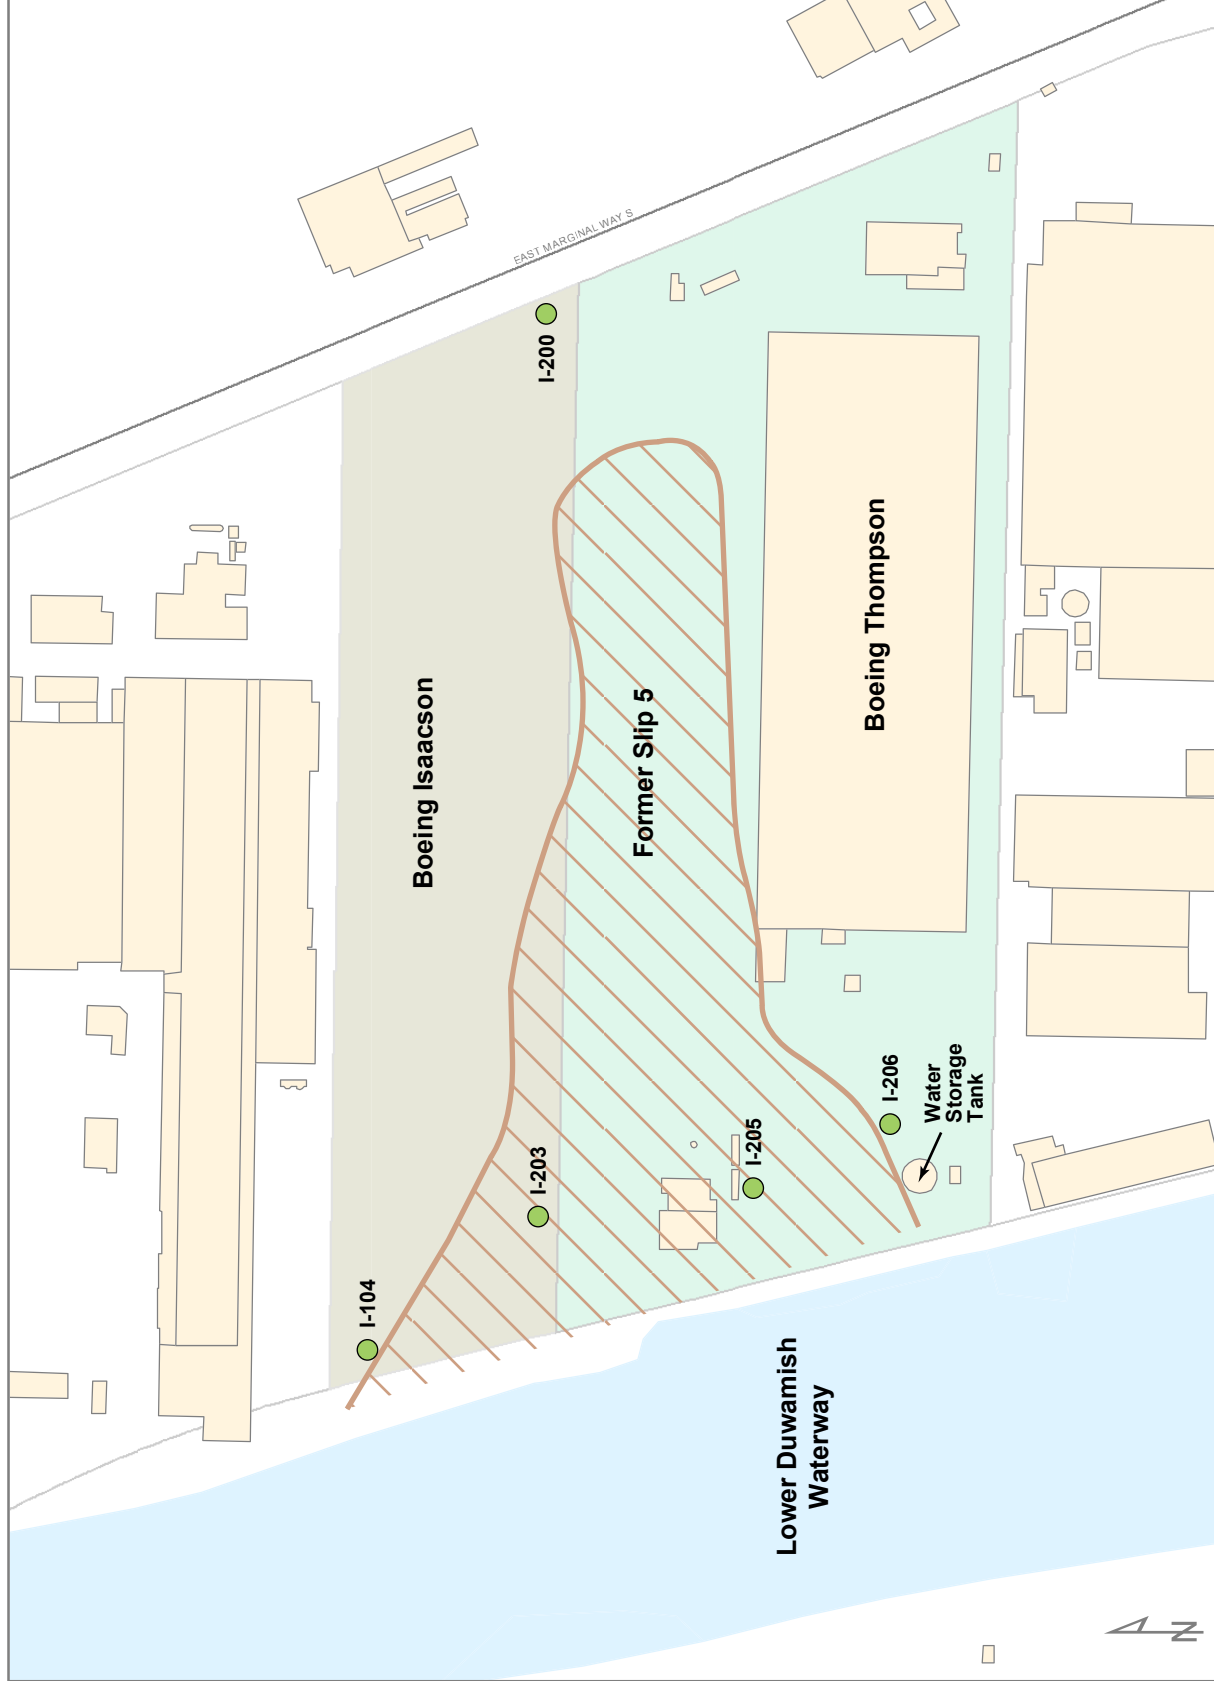 EAST MARGINAL WAY S
I-200
Boeing Isaacson
Former Slip 5
Boeing Thompson
I-104
I-203
I-205
I-206
Water
Storage
Tank
Lower Duwamish
Waterway
N